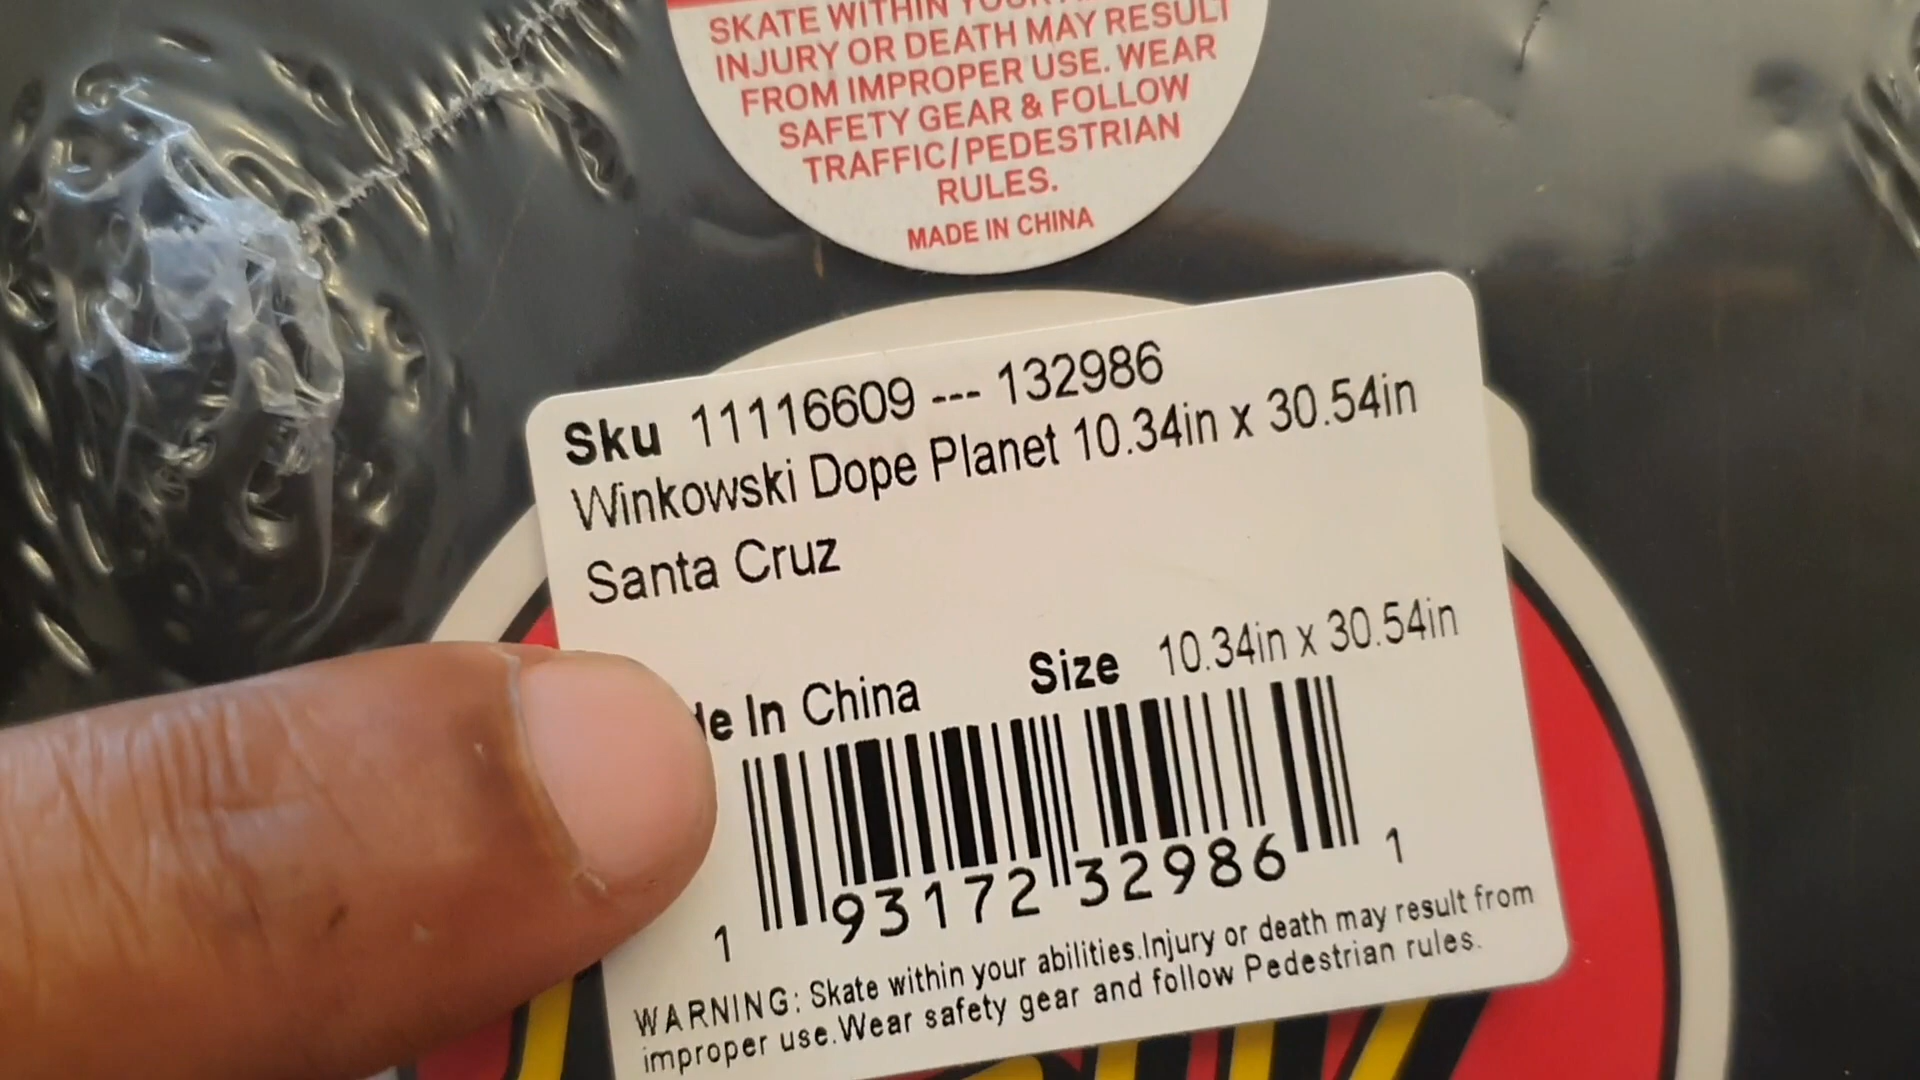 SKATE WITHIN
INJURY OR DEATH MAY RESULT
FROM IMPROPER USE. WEAR
SAFETY GEAR & FOLLOW
TRAFFIC/PEDESTRIAN
RULES.
MADE IN CHINA
Sku 11116609 --- 132986
Winkowski Dope Planet 10.34in x 30.54in
Santa Cruz
In China Size 10.34in x 30.54in
1 93172 32986 1
WARNING: Skate within your abilities.Injury or death may result from
improper use.Wear safety gear and follow Pedestrian rules.